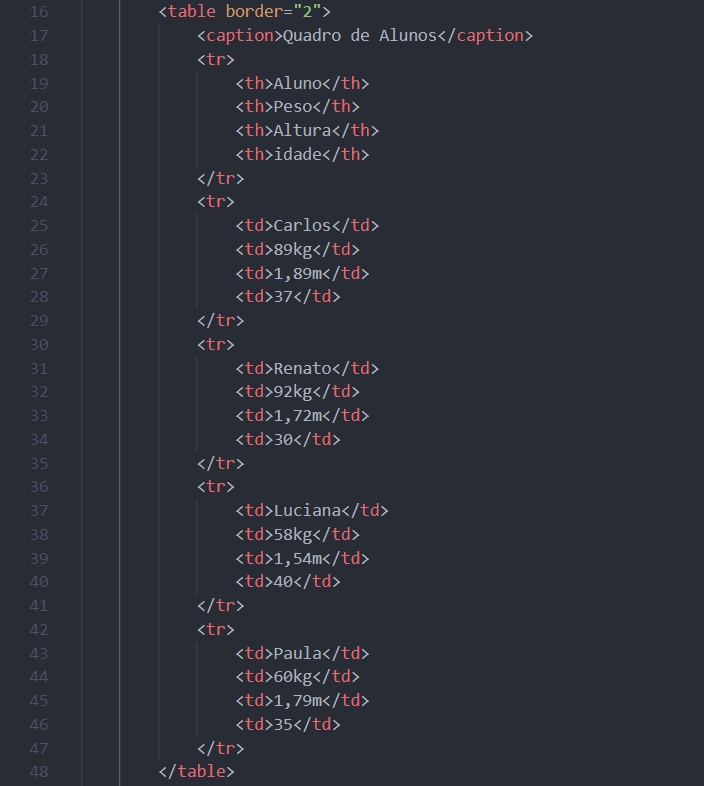 16 <table border="2">
17 <caption>Quadro de Alunos</caption>
18 <tr>
19 <th>Aluno</th>
20 <th>Peso</th>
21 <th>Altura</th>
22 <th>idade</th>
23 </tr>
24 <tr>
25 <td>Carlos</td>
26 <td>89kg</td>
27 <td>1,89m</td>
28 <td>37</td>
29 </tr>
30 <tr>
31 <td>Renato</td>
32 <td>92kg</td>
33 <td>1,72m</td>
34 <td>30</td>
35 </tr>
36 <tr>
37 <td>Luciana</td>
38 <td>58kg</td>
39 <td>1,54m</td>
40 <td>40</td>
41 </tr>
42 <tr>
43 <td>Paula</td>
44 <td>60kg</td>
45 <td>1,79m</td>
46 <td>35</td>
47 </tr>
48 </table>